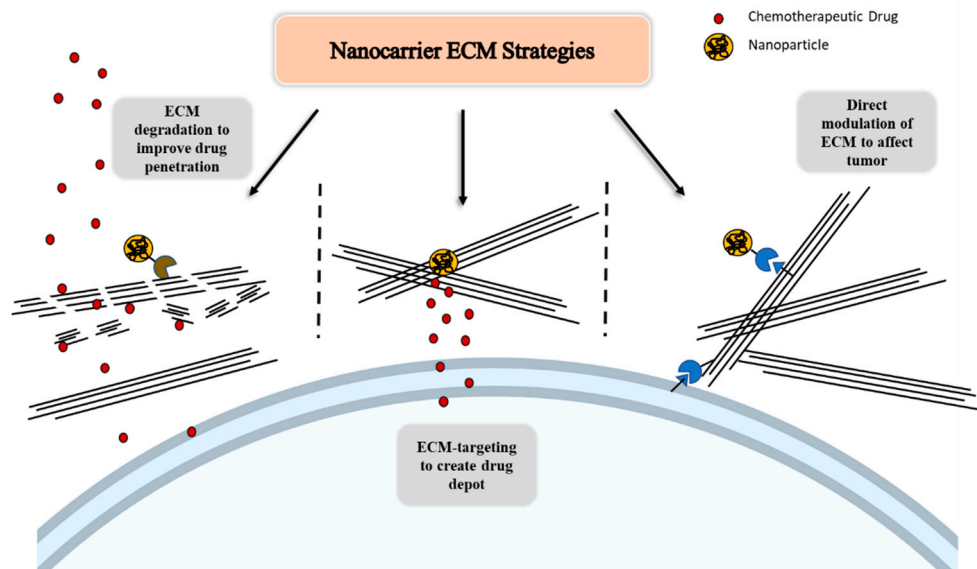 Nanocarrier ECM Strategies
Chemotherapeutic Drug
Nanoparticle
ECM
degradation to
improve drug
penetration
Direct
modulation of
ECM to affect
tumor
ECM-targeting
to create drug
depot